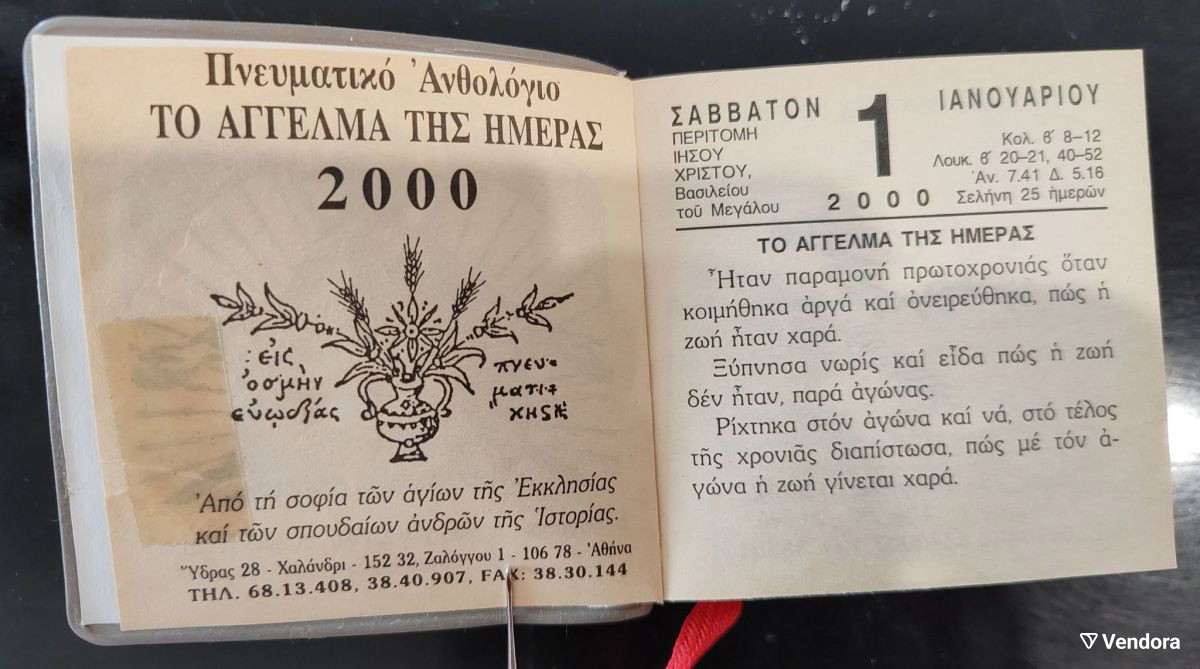 Πνευματικό Ἀνθολόγιο
ΤΟ ΑΓΓΕΛΜΑ ΤΗΣ ΗΜΕΡΑΣ
2000
εἰς
ὀσμὴν
εὐωδίας
πνευ-
ματι-
κῆς
Ἀπό τή σοφία τῶν ἁγίων τῆς Ἐκκλησίας
καί τῶν σπουδαίων ἀνδρῶν τῆς Ἱστορίας.
Ὕδρας 28 - Χαλάνδρι - 152 32, Ζαλόγγου 1 - 106 78 - Ἀθήνα
ΤΗΛ. 68.13.408, 38.40.907, FAX: 38.30.144
ΣΑΒΒΑΤΟΝ 1 ΙΑΝΟΥΑΡΙΟΥ
ΠΕΡΙΤΟΜΗ
ΙΗΣΟΥ
ΧΡΙΣΤΟΥ,
Βασιλείου
τοῦ Μεγάλου
2000
Κολ. β´ 8–12
Λουκ. β´ 20–21, 40–52
Ἀν. 7.41 Δ. 5.16
Σελήνη 25 ἡμερῶν
ΤΟ ΑΓΓΕΛΜΑ ΤΗΣ ΗΜΕΡΑΣ
Ἦταν παραμονή πρωτοχρονιάς ὅταν
κοιμήθηκα ἀργά καί ὀνειρεύθηκα, πώς ἡ
ζωή ἦταν χαρά.
Ξύπνησα νωρίς καί εἶδα πώς ἡ ζωή
δέν ἦταν, παρά ἀγώνας.
Ρίχτηκα στόν ἀγώνα καί νά, στό τέλος
τῆς χρονιᾶς διαπίστωσα, πώς μέ τόν ἀ-
γώνα ἡ ζωή γίνεται χαρά.
Vendora